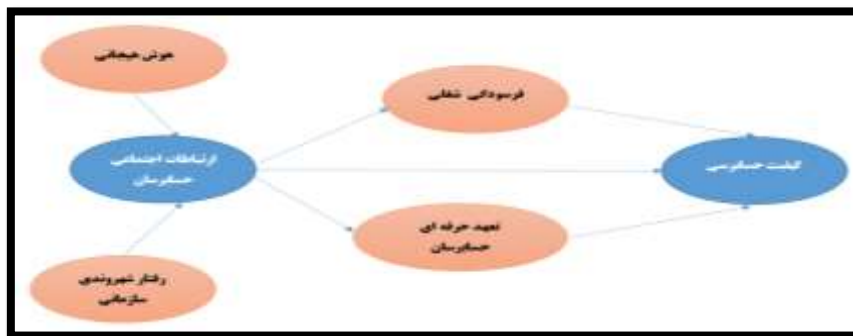 هوش هیجانی
فرسودگی شغلی
ارتباطات اجتماعی
حسابرسان
کیفیت حسابرسی
تعهد حرفه ای
حسابرسان
رفتار شهروندی
سازمانی